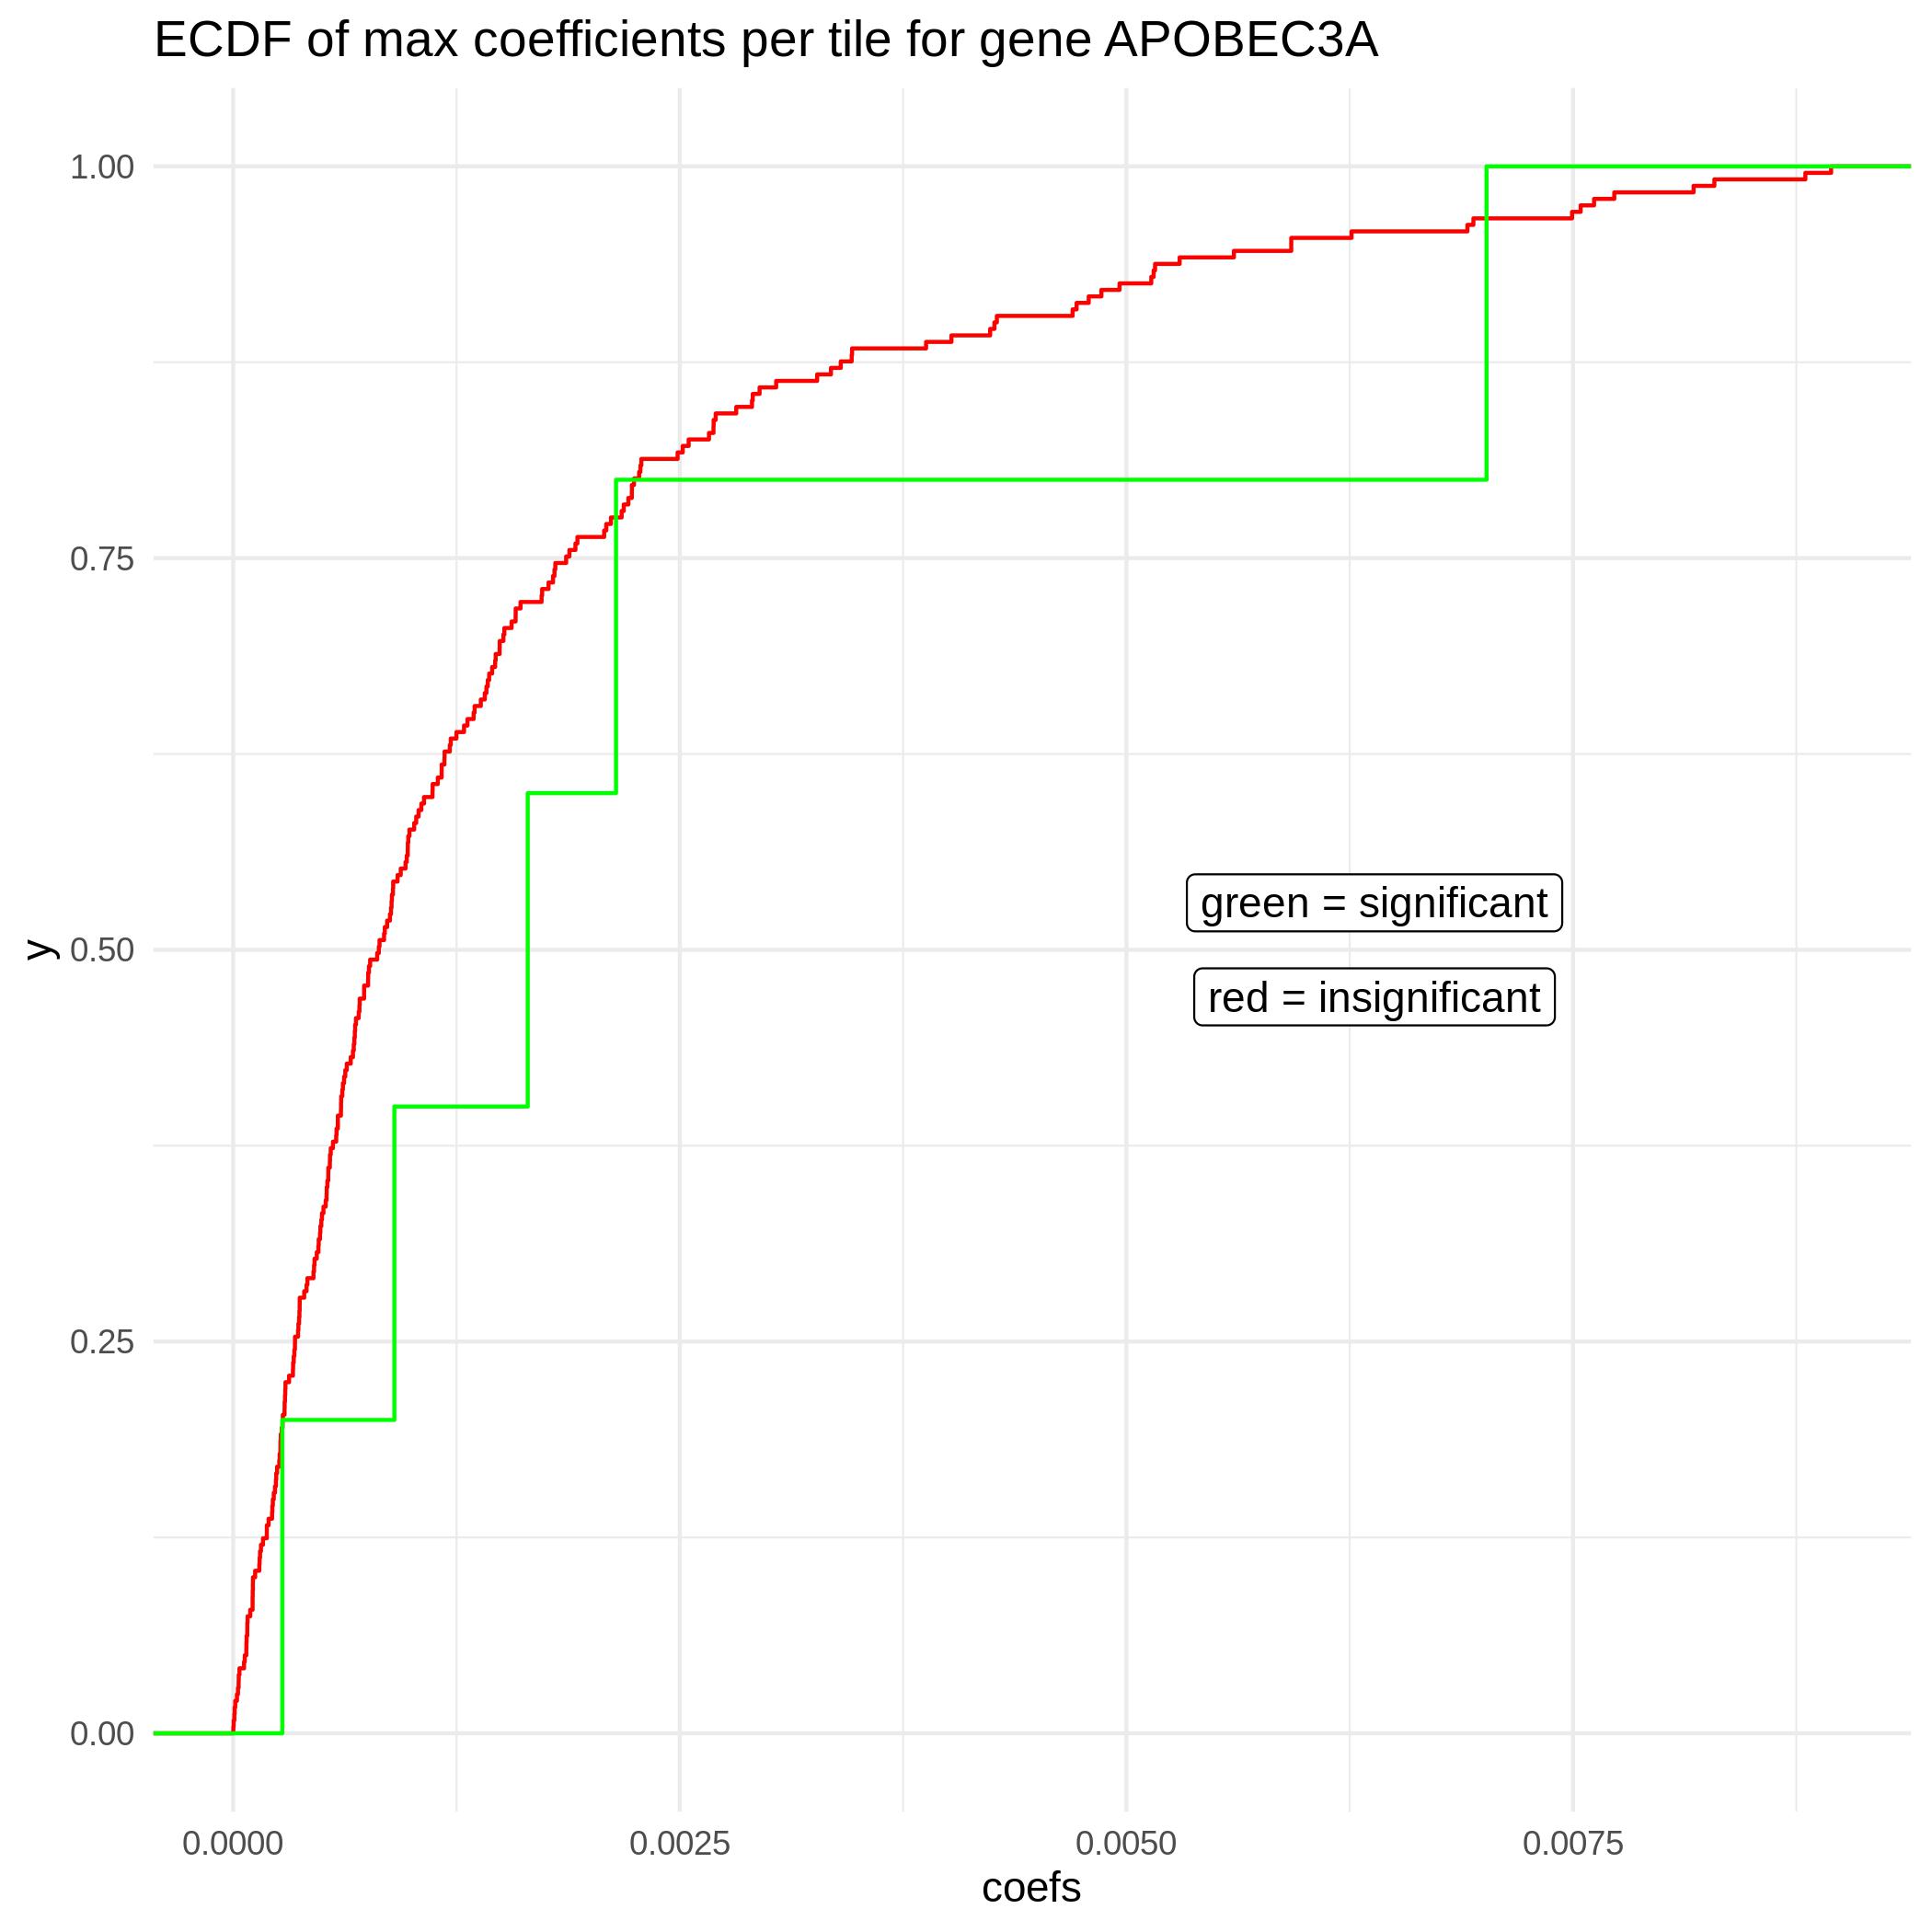 ECDF of max coefficients per tile for gene APOBEC3A
1.00
0.75
0.50
0.25
0.00
y
green = significant
red = insignificant
0.0000
0.0025
0.0050
0.0075
coefs